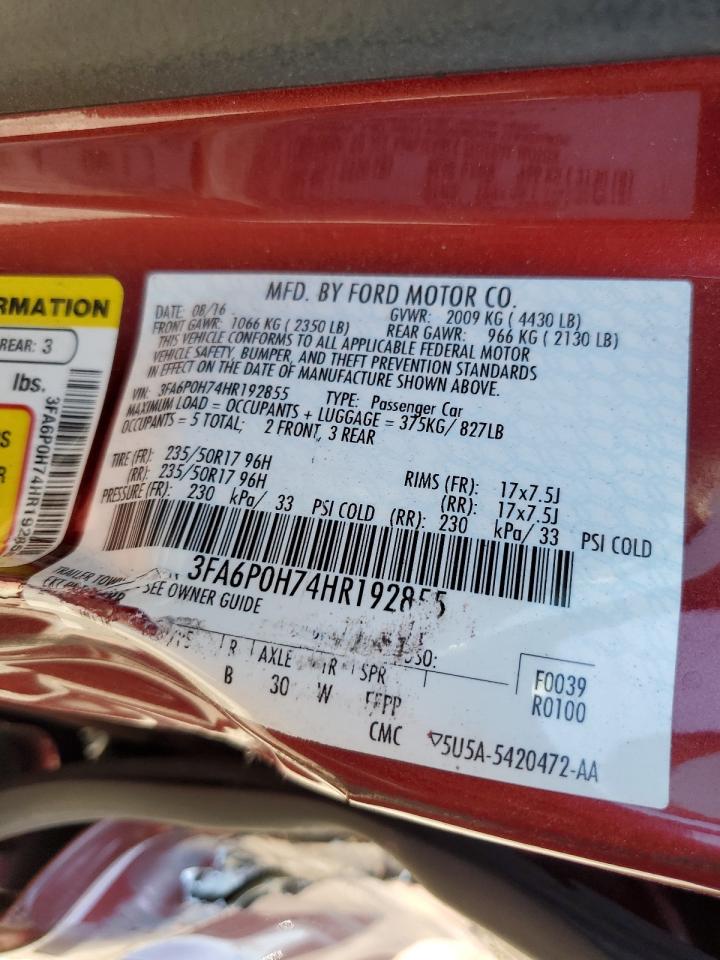 RMATION
REAR: 3
lbs.
3FA6P0H74HR19285
MFD. BY FORD MOTOR CO.
DATE: 08/16 GVWR: 2009 KG ( 4430 LB)
FRONT GAWR: 1066 KG ( 2350 LB) REAR GAWR: 966 KG ( 2130 LB)
THIS VEHICLE CONFORMS TO ALL APPLICABLE FEDERAL MOTOR
VEHICLE SAFETY, BUMPER, AND THEFT PREVENTION STANDARDS
IN EFFECT ON THE DATE OF MANUFACTURE SHOWN ABOVE.
VIN: 3FA6P0H74HR192855 TYPE: Passenger Car
MAXIMUM LOAD = OCCUPANTS + LUGGAGE = 375KG/ 827LB
OCCUPANTS = 5 TOTAL; 2 FRONT, 3 REAR
TIRE (FR): 235/50R17 96H RIMS (FR): 17x7.5J
(RR): 235/50R17 96H (RR): 17x7.5J
PRESSURE (FR): 230 kPa/ 33 PSI COLD (RR): 230 kPa/ 33 PSI COLD
3FA6P0H74HR192855
TRAILER TOWING
SEE OWNER GUIDE
R AXLE TR SPR
B 30 W
F0039
R0100
CMC ▽5U5A-5420472-AA